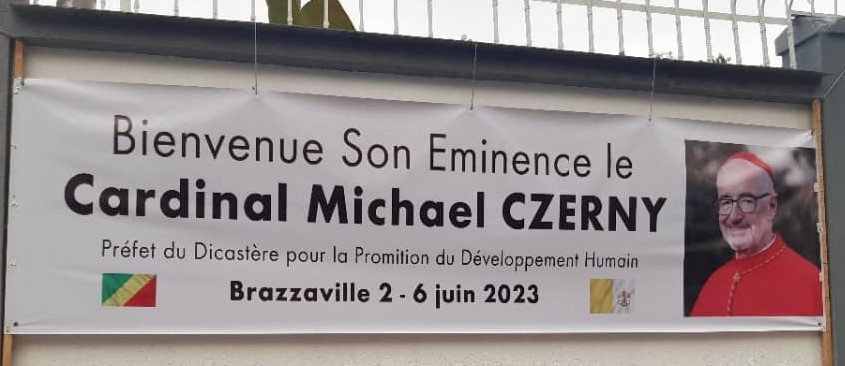 Bienvenue Son Eminence le
Cardinal Michael CZERNY
Préfet du Dicastère pour la Promition du Développement Humain
Brazzaville 2 - 6 juin 2023